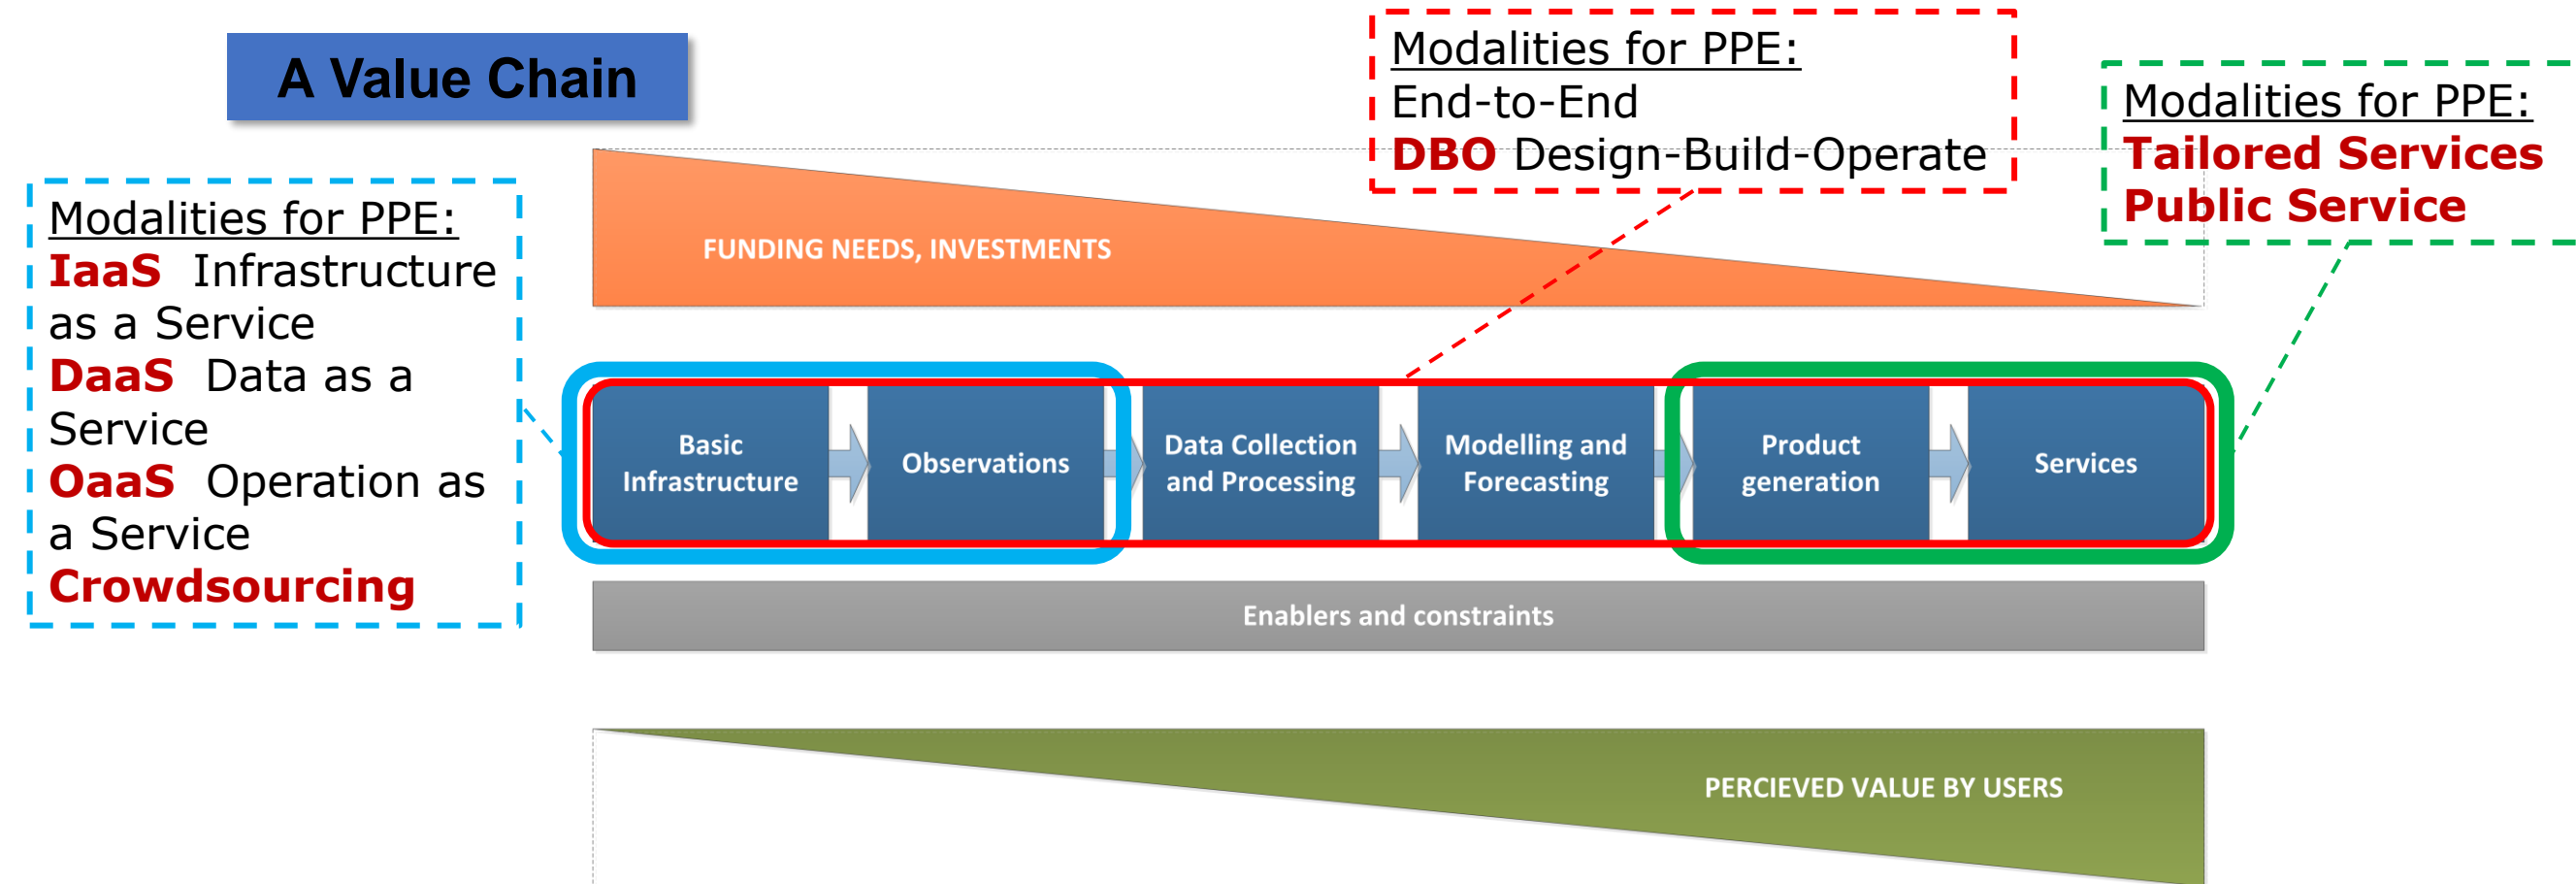 A Value Chain
Modalities for PPE:
End-to-End
DBO Design-Build-Operate
Modalities for PPE:
Tailored Services
Public Service
Modalities for PPE:
IaaS Infrastructure
as a Service
DaaS Data as a
Service
OaaS Operation as
a Service
Crowdsourcing
FUNDING NEEDS, INVESTMENTS
Basic
Infrastructure
Observations
Data Collection
and Processing
Modelling and
Forecasting
Product
generation
Services
Enablers and constraints
PERCIEVED VALUE BY USERS